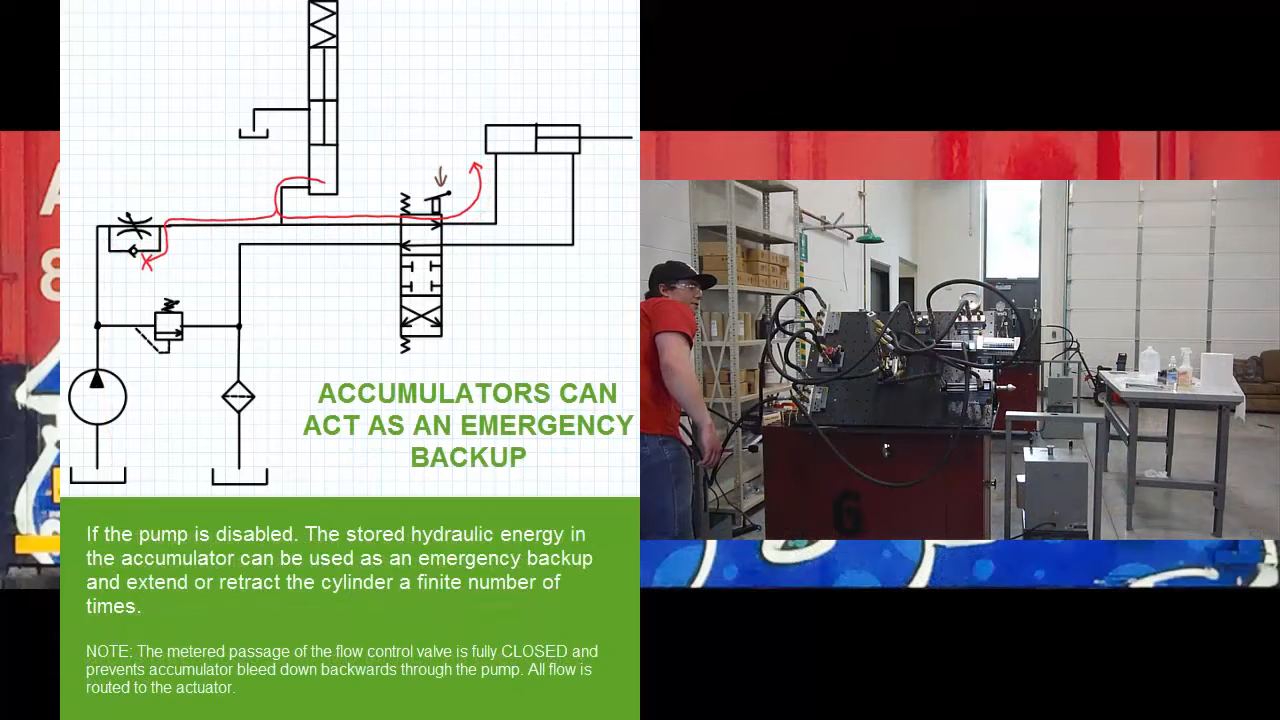 ACCUMULATORS CAN
ACT AS AN EMERGENCY
BACKUP
If the pump is disabled. The stored hydraulic energy in
the accumulator can be used as an emergency backup
and extend or retract the cylinder a finite number of
times.
NOTE: The metered passage of the flow control valve is fully CLOSED and
prevents accumulator bleed down backwards through the pump. All flow is
routed to the actuator.
6